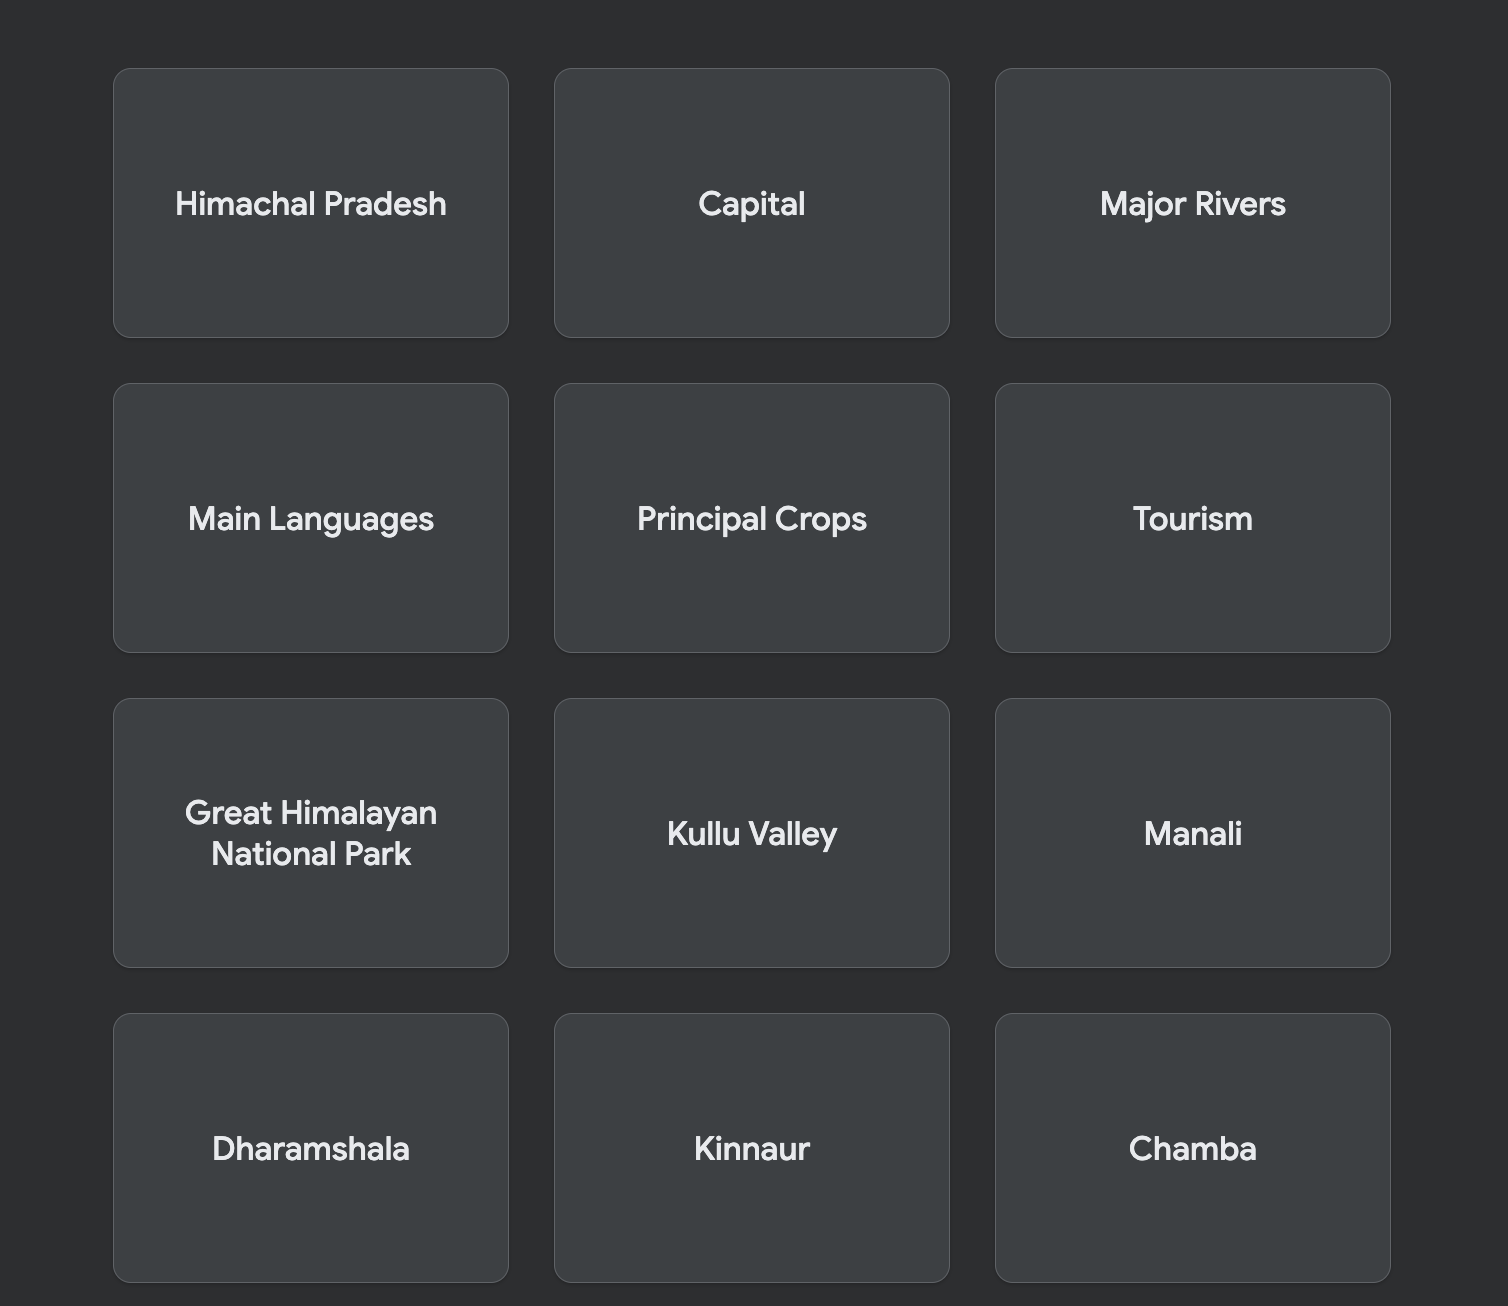 Himachal Pradesh
Capital
Major Rivers
Main Languages
Principal Crops
Tourism
Great Himalayan
National Park
Kullu Valley
Manali
Dharamshala
Kinnaur
Chamba